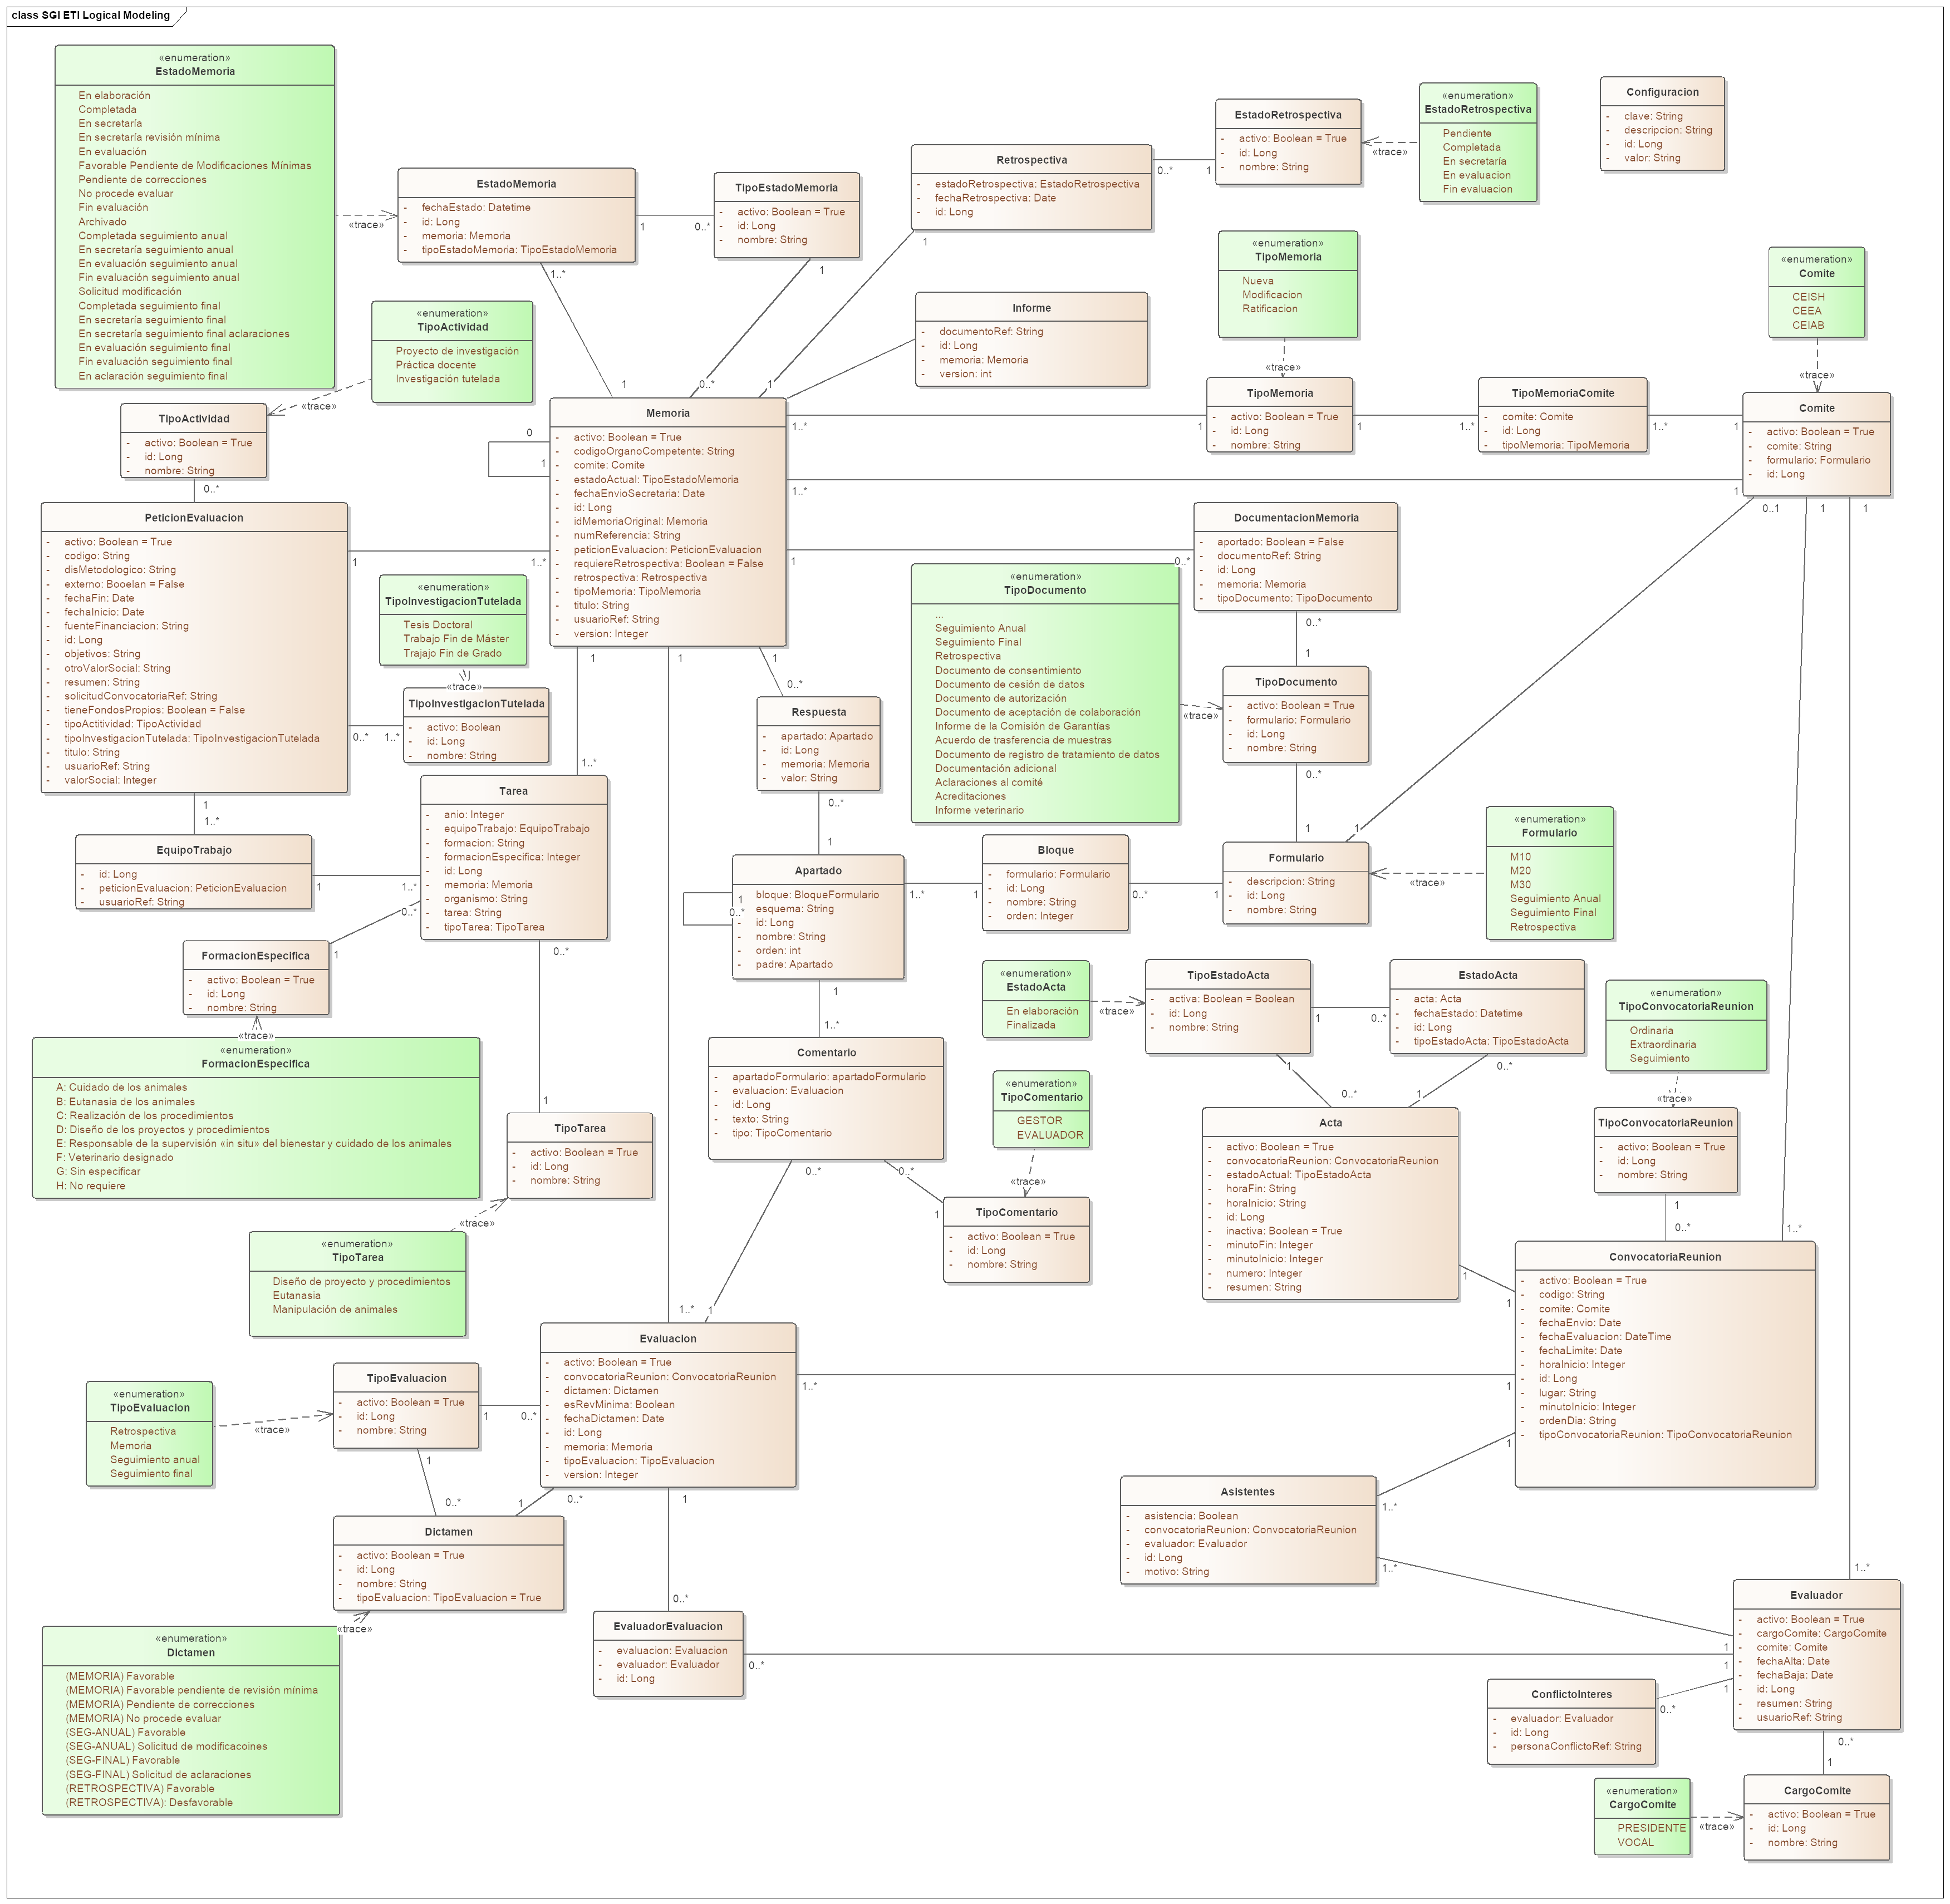 class SGI ETI Logical Modeling
«enumeration»
EstadoMemoria
En elaboración
Completada
En secretaría
En secretaría revisión mínima
En evaluación
Favorable Pendiente de Modificaciones Mínimas
Pendiente de correcciones
No procede evaluar
Fin evaluación
Archivado
Completada seguimiento anual
En secretaría seguimiento anual
En evaluación seguimiento anual
Fin evaluación seguimiento anual
Solicitud modificación
Completada seguimiento final
En secretaría seguimiento final
En secretaría seguimiento final aclaraciones
En evaluación seguimiento final
Fin evaluación seguimiento final
En aclaración seguimiento final
«trace»
EstadoMemoria
- fechaEstado: Datetime
- id: Long
- memoria: Memoria
- tipoEstadoMemoria: TipoEstadoMemoria
1
0..*
1..*
1
TipoEstadoMemoria
- activo: Boolean = True
- id: Long
- nombre: String
1
0..*
Retrospectiva
- estadoRetrospectiva: EstadoRetrospectiva
- fechaRetrospectiva: Date
- id: Long
0..*
1
1
1
EstadoRetrospectiva
- activo: Boolean = True
- id: Long
- nombre: String
«trace»
«enumeration»
EstadoRetrospectiva
Pendiente
Completada
En secretaría
En evaluacion
Fin evaluacion
Configuracion
- clave: String
- descripcion: String
- id: Long
- valor: String
«enumeration»
TipoMemoria
Nueva
Modificacion
Ratificacion
«trace»
«enumeration»
Comite
CEISH
CEEA
CEIAB
«trace»
«enumeration»
TipoActividad
Proyecto de investigación
Práctica docente
Investigación tutelada
«trace»
Informe
- documentoRef: String
- id: Long
- memoria: Memoria
- version: int
TipoActividad
- activo: Boolean = True
- id: Long
- nombre: String
0..*
Memoria
- activo: Boolean = True
- codigoOrganoCompetente: String
- comite: Comite
- estadoActual: TipoEstadoMemoria
- fechaEnvioSecretaria: Date
- id: Long
- idMemoriaOriginal: Memoria
- numReferencia: String
- peticionEvaluacion: PeticionEvaluacion
- requiereRetrospectiva: Boolean = False
- retrospectiva: Retrospectiva
- tipoMemoria: TipoMemoria
- titulo: String
- usuarioRef: String
- version: Integer
0
1
1..*
1
TipoMemoria
- activo: Boolean = True
- id: Long
- nombre: String
1
1..*
TipoMemoriaComite
- comite: Comite
- id: Long
- tipoMemoria: TipoMemoria
1..*
1
Comite
- activo: Boolean = True
- comite: String
- formulario: Formulario
- id: Long
1..*
1
0..1
1
1
PeticionEvaluacion
- activo: Boolean = True
- codigo: String
- disMetodologico: String
- externo: Booelan = False
- fechaFin: Date
- fechaInicio: Date
- fuenteFinanciacion: String
- id: Long
- objetivos: String
- otroValorSocial: String
- resumen: String
- solicitudConvocatoriaRef: String
- tieneFondosPropios: Boolean = False
- tipoActitividad: TipoActividad
- tipoInvestigacionTutelada: TipoInvestigacionTutelada
- titulo: String
- usuarioRef: String
- valorSocial: Integer
1
1..*
«enumeration»
TipoInvestigacionTutelada
Tesis Doctoral
Trabajo Fin de Máster
Trajajo Fin de Grado
«trace»
TipoInvestigacionTutelada
- activo: Boolean
- id: Long
- nombre: String
0..*
1..*
1
0..*
DocumentacionMemoria
- aportado: Boolean = False
- documentoRef: String
- id: Long
- memoria: Memoria
- tipoDocumento: TipoDocumento
0..*
1
«enumeration»
TipoDocumento
...
Seguimiento Anual
Seguimiento Final
Retrospectiva
Documento de consentimiento
Documento de cesión de datos
Documento de autorización
Documento de aceptación de colaboración
Informe de la Comisión de Garantías
Acuerdo de trasferencia de muestras
Documento de registro de tratamiento de datos
Documentación adicional
Aclaraciones al comité
Acreditaciones
Informe veterinario
«trace»
TipoDocumento
- activo: Boolean = True
- formulario: Formulario
- id: Long
- nombre: String
0..*
1
1
1
1
1
0..*
1..*
Respuesta
- apartado: Apartado
- id: Long
- memoria: Memoria
- valor: String
0..*
1
1
1..*
EquipoTrabajo
- id: Long
- peticionEvaluacion: PeticionEvaluacion
- usuarioRef: String
1
1..*
Tarea
- anio: Integer
- equipoTrabajo: EquipoTrabajo
- formacion: String
- formacionEspecifica: Integer
- id: Long
- memoria: Memoria
- organismo: String
- tarea: String
- tipoTarea: TipoTarea
0..*
1
0..*
1
Apartado
- bloque: BloqueFormulario
- esquema: String
- id: Long
- nombre: String
- orden: int
- padre: Apartado
1
0..*
1..*
1
Bloque
- formulario: Formulario
- id: Long
- nombre: String
- orden: Integer
0..*
1
1
Formulario
- descripcion: String
- id: Long
- nombre: String
«trace»
«enumeration»
Formulario
M10
M20
M30
Seguimiento Anual
Seguimiento Final
Retrospectiva
FormacionEspecifica
- activo: Boolean = True
- id: Long
- nombre: String
«trace»
«enumeration»
FormacionEspecifica
A: Cuidado de los animales
B: Eutanasia de los animales
C: Realización de los procedimientos
D: Diseño de los proyectos y procedimientos
E: Responsable de la supervisión «in situ» del bienestar y cuidado de los animales
F: Veterinario designado
G: Sin especificar
H: No requiere
1
1..*
Comentario
- apartadoFormulario: apartadoFormulario
- evaluacion: Evaluacion
- id: Long
- texto: String
- tipo: TipoComentario
0..*
0..*
1
1
«enumeration»
EstadoActa
En elaboración
Finalizada
«trace»
TipoEstadoActa
- activa: Boolean = Boolean
- id: Long
- nombre: String
1
0..*
EstadoActa
- acta: Acta
- fechaEstado: Datetime
- id: Long
- tipoEstadoActa: TipoEstadoActa
1
0..*
0..*
1
«enumeration»
TipoConvocatoriaReunion
Ordinaria
Extraordinaria
Seguimiento
«trace»
«enumeration»
TipoComentario
GESTOR
EVALUADOR
«trace»
TipoComentario
- activo: Boolean = True
- id: Long
- nombre: String
Acta
- activo: Boolean = True
- convocatoriaReunion: ConvocatoriaReunion
- estadoActual: TipoEstadoActa
- horaFin: String
- horaInicio: String
- id: Long
- inactiva: Boolean = True
- minutoFin: Integer
- minutoInicio: Integer
- numero: Integer
- resumen: String
1
1
TipoConvocatoriaReunion
- activo: Boolean = True
- id: Long
- nombre: String
1
0..*
1..*
TipoTarea
- activo: Boolean = True
- id: Long
- nombre: String
«trace»
«enumeration»
TipoTarea
Diseño de proyecto y procedimientos
Eutanasia
Manipulación de animales
ConvocatoriaReunion
- activo: Boolean = True
- codigo: String
- comite: Comite
- fechaEnvio: Date
- fechaEvaluacion: DateTime
- fechaLimite: Date
- horaInicio: Integer
- id: Long
- lugar: String
- minutoInicio: Integer
- ordenDia: String
- tipoConvocatoriaReunion: TipoConvocatoriaReunion
1..*
Evaluacion
- activo: Boolean = True
- convocatoriaReunion: ConvocatoriaReunion
- dictamen: Dictamen
- esRevMinima: Boolean
- fechaDictamen: Date
- id: Long
- memoria: Memoria
- tipoEvaluacion: TipoEvaluacion
- version: Integer
1..*
1
«enumeration»
TipoEvaluacion
Retrospectiva
Memoria
Seguimiento anual
Seguimiento final
«trace»
TipoEvaluacion
- activo: Boolean = True
- id: Long
- nombre: String
1
0..*
1
0..*
1
0..*
1
0..*
Dictamen
- activo: Boolean = True
- id: Long
- nombre: String
- tipoEvaluacion: TipoEvaluacion = True
«trace»
«enumeration»
Dictamen
(MEMORIA) Favorable
(MEMORIA) Favorable pendiente de revisión mínima
(MEMORIA) Pendiente de correcciones
(MEMORIA) No procede evaluar
(SEG-ANUAL) Favorable
(SEG-ANUAL) Solicitud de modificacoines
(SEG-FINAL) Favorable
(SEG-FINAL) Solicitud de aclaraciones
(RETROSPECTIVA) Favorable
(RETROSPECTIVA): Desfavorable
Asistentes
- asistencia: Boolean
- convocatoriaReunion: ConvocatoriaReunion
- evaluador: Evaluador
- id: Long
- motivo: String
1
1..*
1..*
1
EvaluadorEvaluacion
- evaluacion: Evaluacion
- evaluador: Evaluador
- id: Long
0..*
1
1..*
Evaluador
- activo: Boolean = True
- cargoComite: CargoComite
- comite: Comite
- fechaAlta: Date
- fechaBaja: Date
- id: Long
- resumen: String
- usuarioRef: String
1
0..*
ConflictoInteres
- evaluador: Evaluador
- id: Long
- personaConflictoRef: String
0..*
1
«enumeration»
CargoComite
PRESIDENTE
VOCAL
«trace»
CargoComite
- activo: Boolean = True
- id: Long
- nombre: String